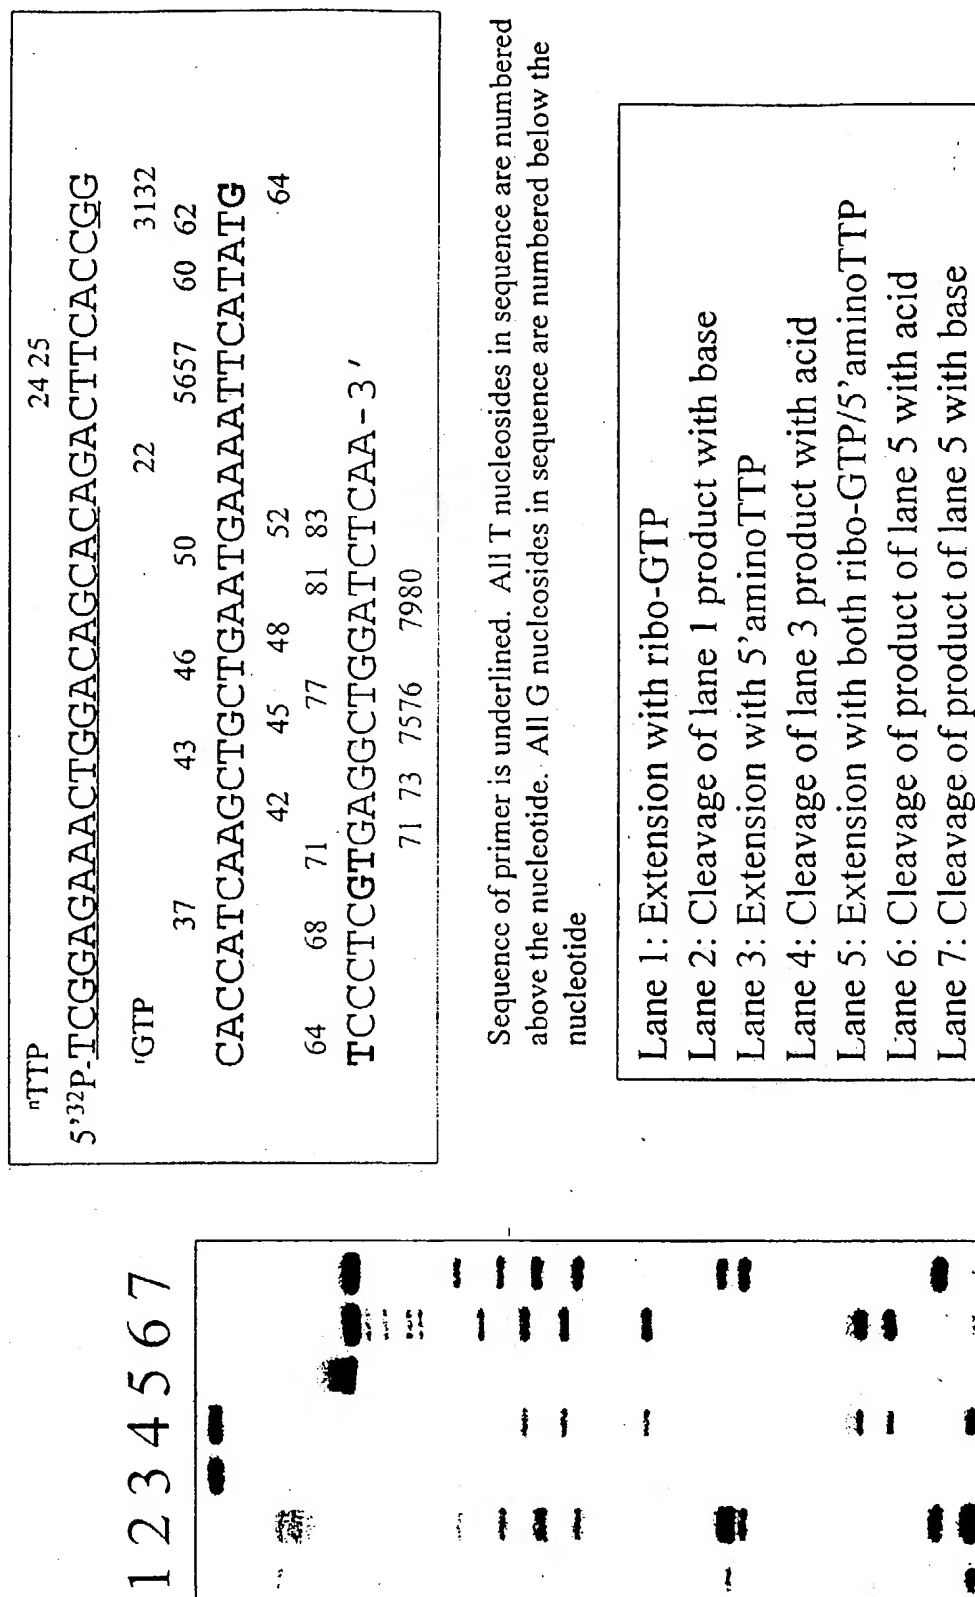 ⁿTTP
24 25
5'³²P-TCGGAGAAACTGGACAGCACAGACTTCACCGG
ʳGTP 22 3132
37 43 46 50 5657 60 62
CACCATCAAGCTGCTGAATGAAAATTCATATG
42 45 48 52 64
64 68 71 77 81 83
TCCCTCGTGAGGCTGGATCTCAA-3'
71 73 7576 7980
Sequence of primer is underlined. All T nucleosides in sequence are numbered
above the nucleotide. All G nuclcosides in sequence are numbered below the
nucleotide
Lane 1: Extension with ribo-GTP
Lane 2: Cleavage of lane 1 product with base
Lane 3: Extension with 5'aminoTTP
Lane 4: Cleavage of lane 3 product with acid
Lane 5: Extension with both ribo-GTP/5'aminoTTP
Lane 6: Cleavage of product of lane 5 with acid
Lane 7: Cleavage of product of lane 5 with base
1 2 3 4 5 6 7